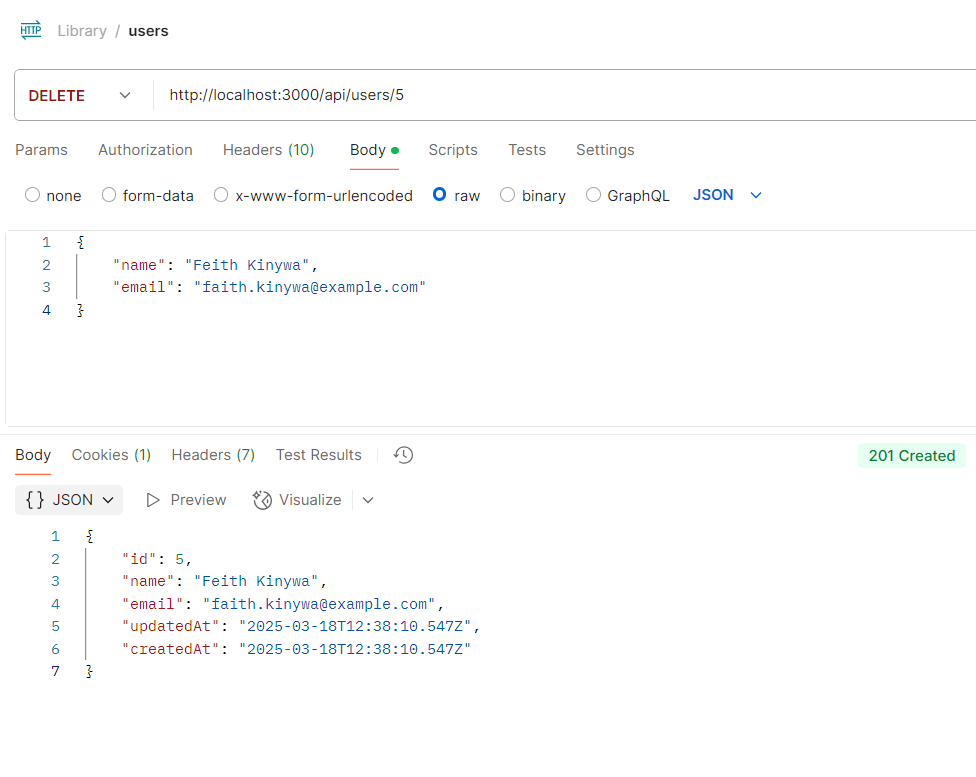 HTTP Library / users
DELETE http://localhost:3000/api/users/5
Params Authorization Headers (10) Body Scripts Tests Settings
none form-data x-www-form-urlencoded raw binary GraphQL JSON
1 {
2 "name": "Feith Kinywa",
3 "email": "faith.kinywa@example.com"
4 }
Body Cookies (1) Headers (7) Test Results 201 Created
{} JSON Preview Visualize
1 {
2 "id": 5,
3 "name": "Feith Kinywa",
4 "email": "faith.kinywa@example.com",
5 "updatedAt": "2025-03-18T12:38:10.547Z",
6 "createdAt": "2025-03-18T12:38:10.547Z"
7 }